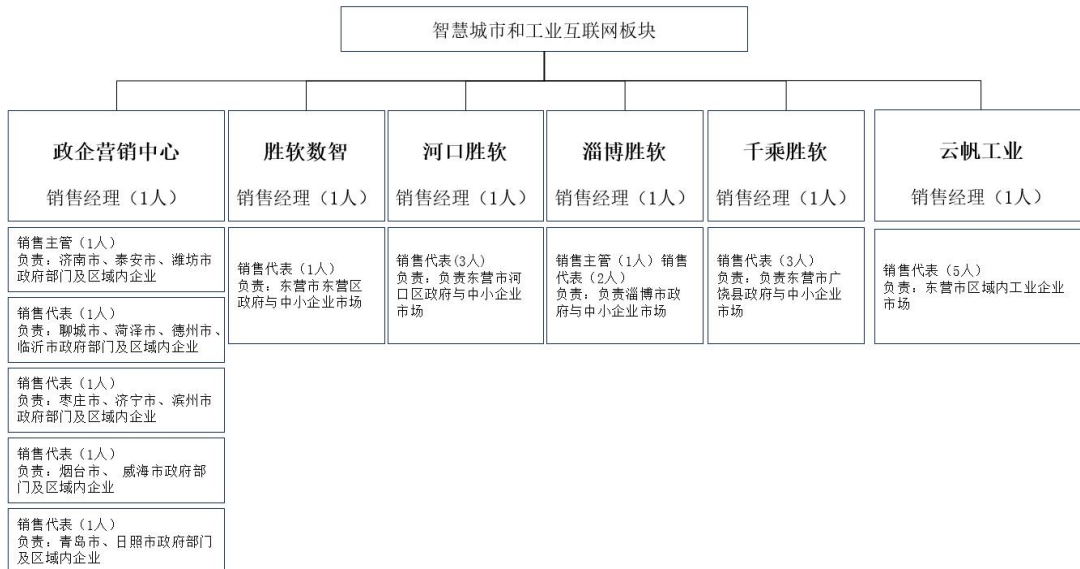 智慧城市和工业互联网板块
政企营销中心
销售经理（1人）
胜软数智
销售经理（1人）
河口胜软
销售经理（1人）
淄博胜软
销售经理（1人）
千乘胜软
销售经理（1人）
云帆工业
销售经理（1人）
销售主管（1人）
负责：济南市、泰安市、潍坊市
政府部门及区域内企业
销售代表（1人）
负责：聊城市、菏泽市、德州市、
临沂市政府部门及区域内企业
销售代表（1人）
负责：枣庄市、济宁市、滨州市
政府部门及区域内企业
销售代表（1人）
负责：烟台市、 威海市政府部
门及区域内企业
销售代表（1人）
负责：青岛市、日照市政府部门
及区域内企业
销售代表（1人）
负责：东营市东营区
政府与中小企业市场
销售代表(3人)
负责：负责东营市河
口区政府与中小企业
市场
销售主管（1人）销售
代表（2人）
负责：负责淄博市政
府与中小企业市场
销售代表（3人）
负责：负责东营市广
饶县政府与中小企业
市场
销售代表（5人）
负责：东营市区域内工业企业
市场